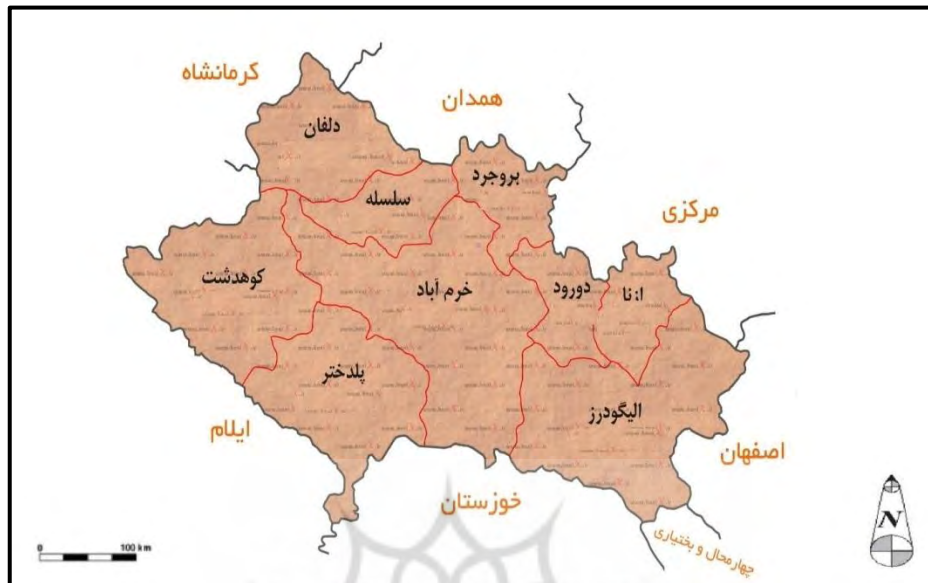 کرمانشاه
همدان
دلفان
بروجرد
سلسله
مرکزی
کوهدشت
خرم آباد
دورود
ازنا
پلدختر
الیگودرز
ایلام
اصفهان
خوزستان
چهارمحال و بختیاری
0 100 km
N